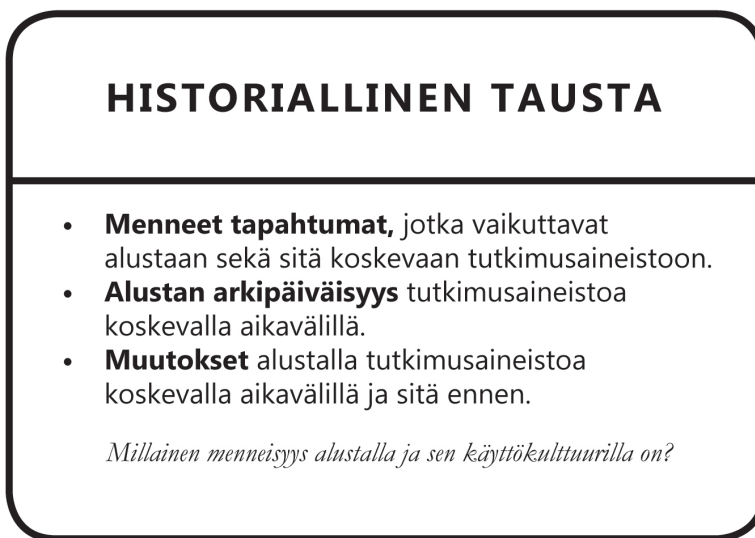 HISTORIALLINEN TAUSTA
• Menneet tapahtumat, jotka vaikuttavat
alustaan sekä sitä koskevaan tutkimusaineistoon.
• Alustan arkipäiväisyys tutkimusaineistoa
koskevalla aikavälillä.
• Muutokset alustalla tutkimusaineistoa
koskevalla aikavälillä ja sitä ennen.
Millainen menneisyys alustalla ja sen käyttökulttuurilla on?